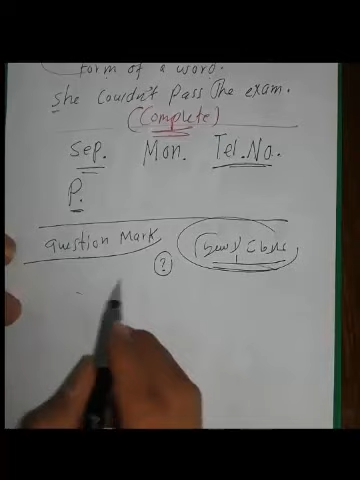 form of a word.
she couldn't pass the exam.
(Complete)
Sep. Mon. Tel.No.
P.
Question Mark
?